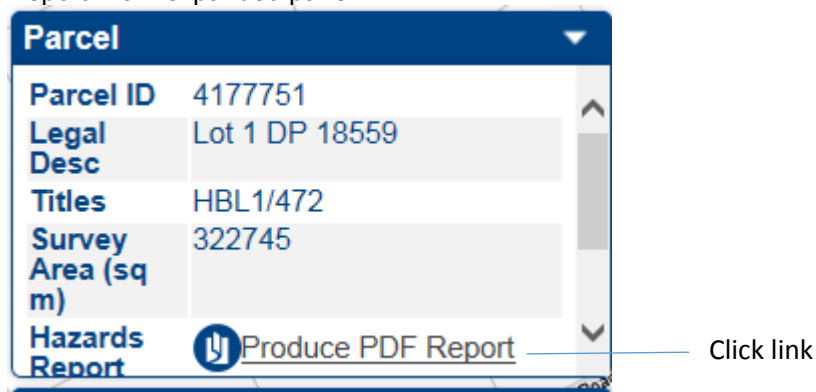 Parcel
Parcel ID 4177751
Legal Lot 1 DP 18559
Desc
Titles HBL1/472
Survey 322745
Area (sq
m)
Hazards Produce PDF Report Click link
Report